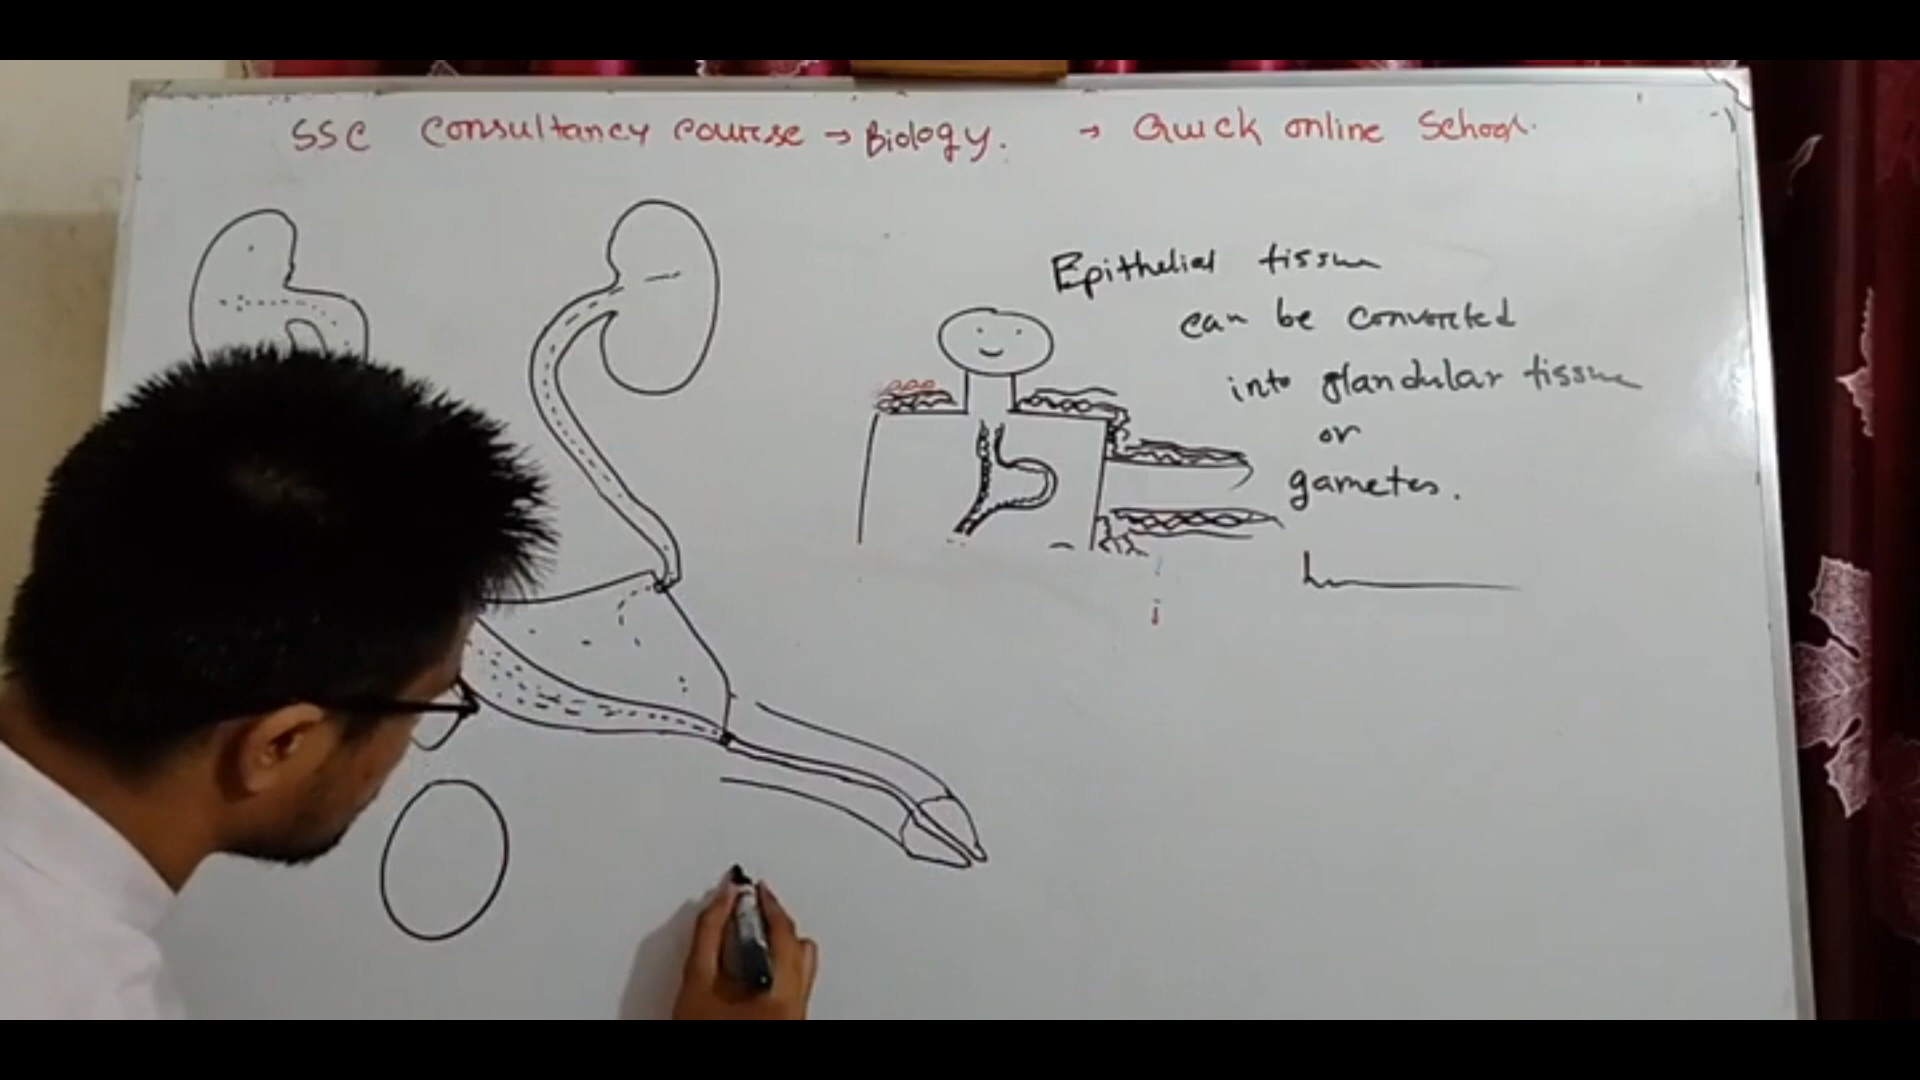 SSC Consultancy Course → Biology. → Quick online School.
Epithelial tissue
can be converted
into glandular tissue
or
gametes.